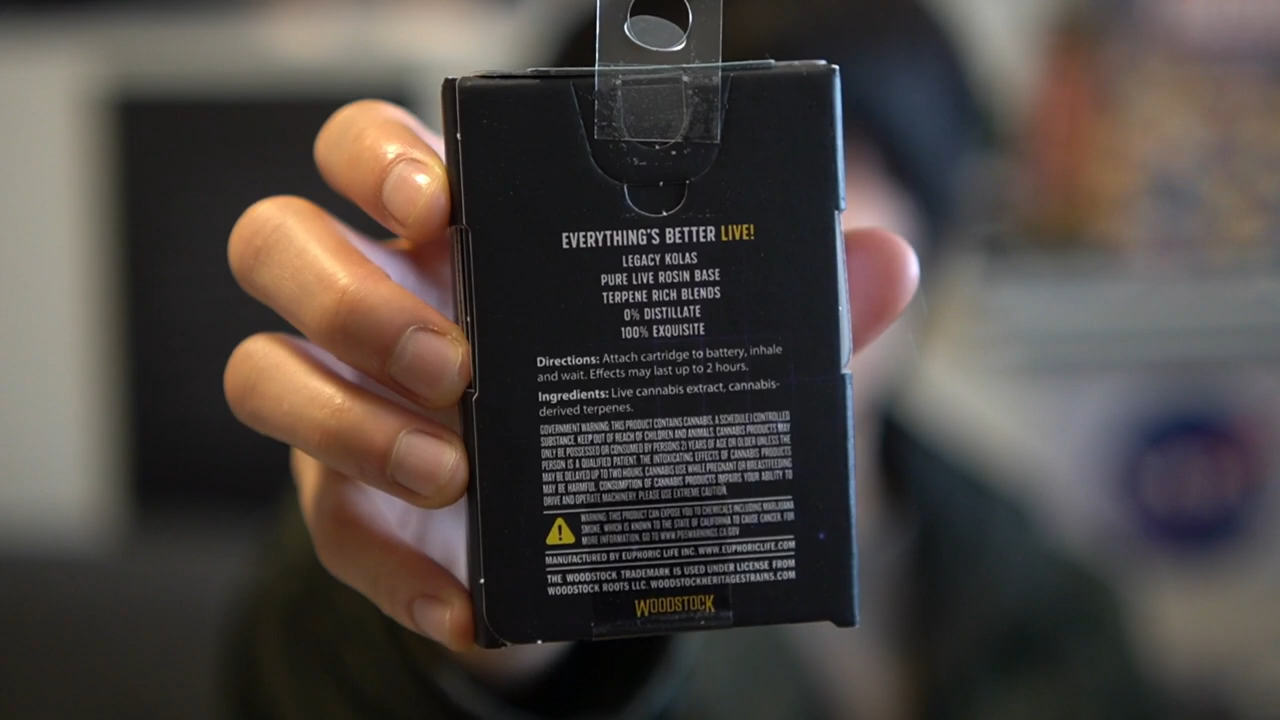 EVERYTHING'S BETTER LIVE!
LEGACY KOLAS
PURE LIVE ROSIN BASE
TERPENE RICH BLENDS
0% DISTILLATE
100% EXQUISITE
Directions: Attach cartridge to battery, inhale
and wait. Effects may last up to 2 hours.
Ingredients: Live cannabis extract, cannabis-
derived terpenes.
GOVERNMENT WARNING: THIS PRODUCT CONTAINS CANNABIS, A SCHEDULE I CONTROLLED
SUBSTANCE. KEEP OUT OF REACH OF CHILDREN AND ANIMALS. CANNABIS PRODUCTS MAY
ONLY BE POSSESSED OR CONSUMED BY PERSONS 21 YEARS OF AGE OR OLDER UNLESS THE
PERSON IS A QUALIFIED PATIENT. THE INTOXICATING EFFECTS OF CANNABIS PRODUCTS
MAY BE DELAYED UP TO TWO HOURS. CANNABIS USE WHILE PREGNANT OR BREASTFEEDING
MAY BE HARMFUL. CONSUMPTION OF CANNABIS PRODUCTS IMPAIRS YOUR ABILITY TO
DRIVE AND OPERATE MACHINERY. PLEASE USE EXTREME CAUTION.
WARNING: THIS PRODUCT CAN EXPOSE YOU TO CHEMICALS INCLUDING MARIJUANA
SMOKE, WHICH IS KNOWN TO THE STATE OF CALIFORNIA TO CAUSE CANCER. FOR
MORE INFORMATION, GO TO WWW.P65WARNINGS.CA.GOV
MANUFACTURED BY EUPHORIC LIFE INC. WWW.EUPHORICLIFE.COM
THE WOODSTOCK TRADEMARK IS USED UNDER LICENSE FROM
WOODSTOCK ROOTS LLC. WOODSTOCKHERITAGESTRAINS.COM
WOODSTOCK